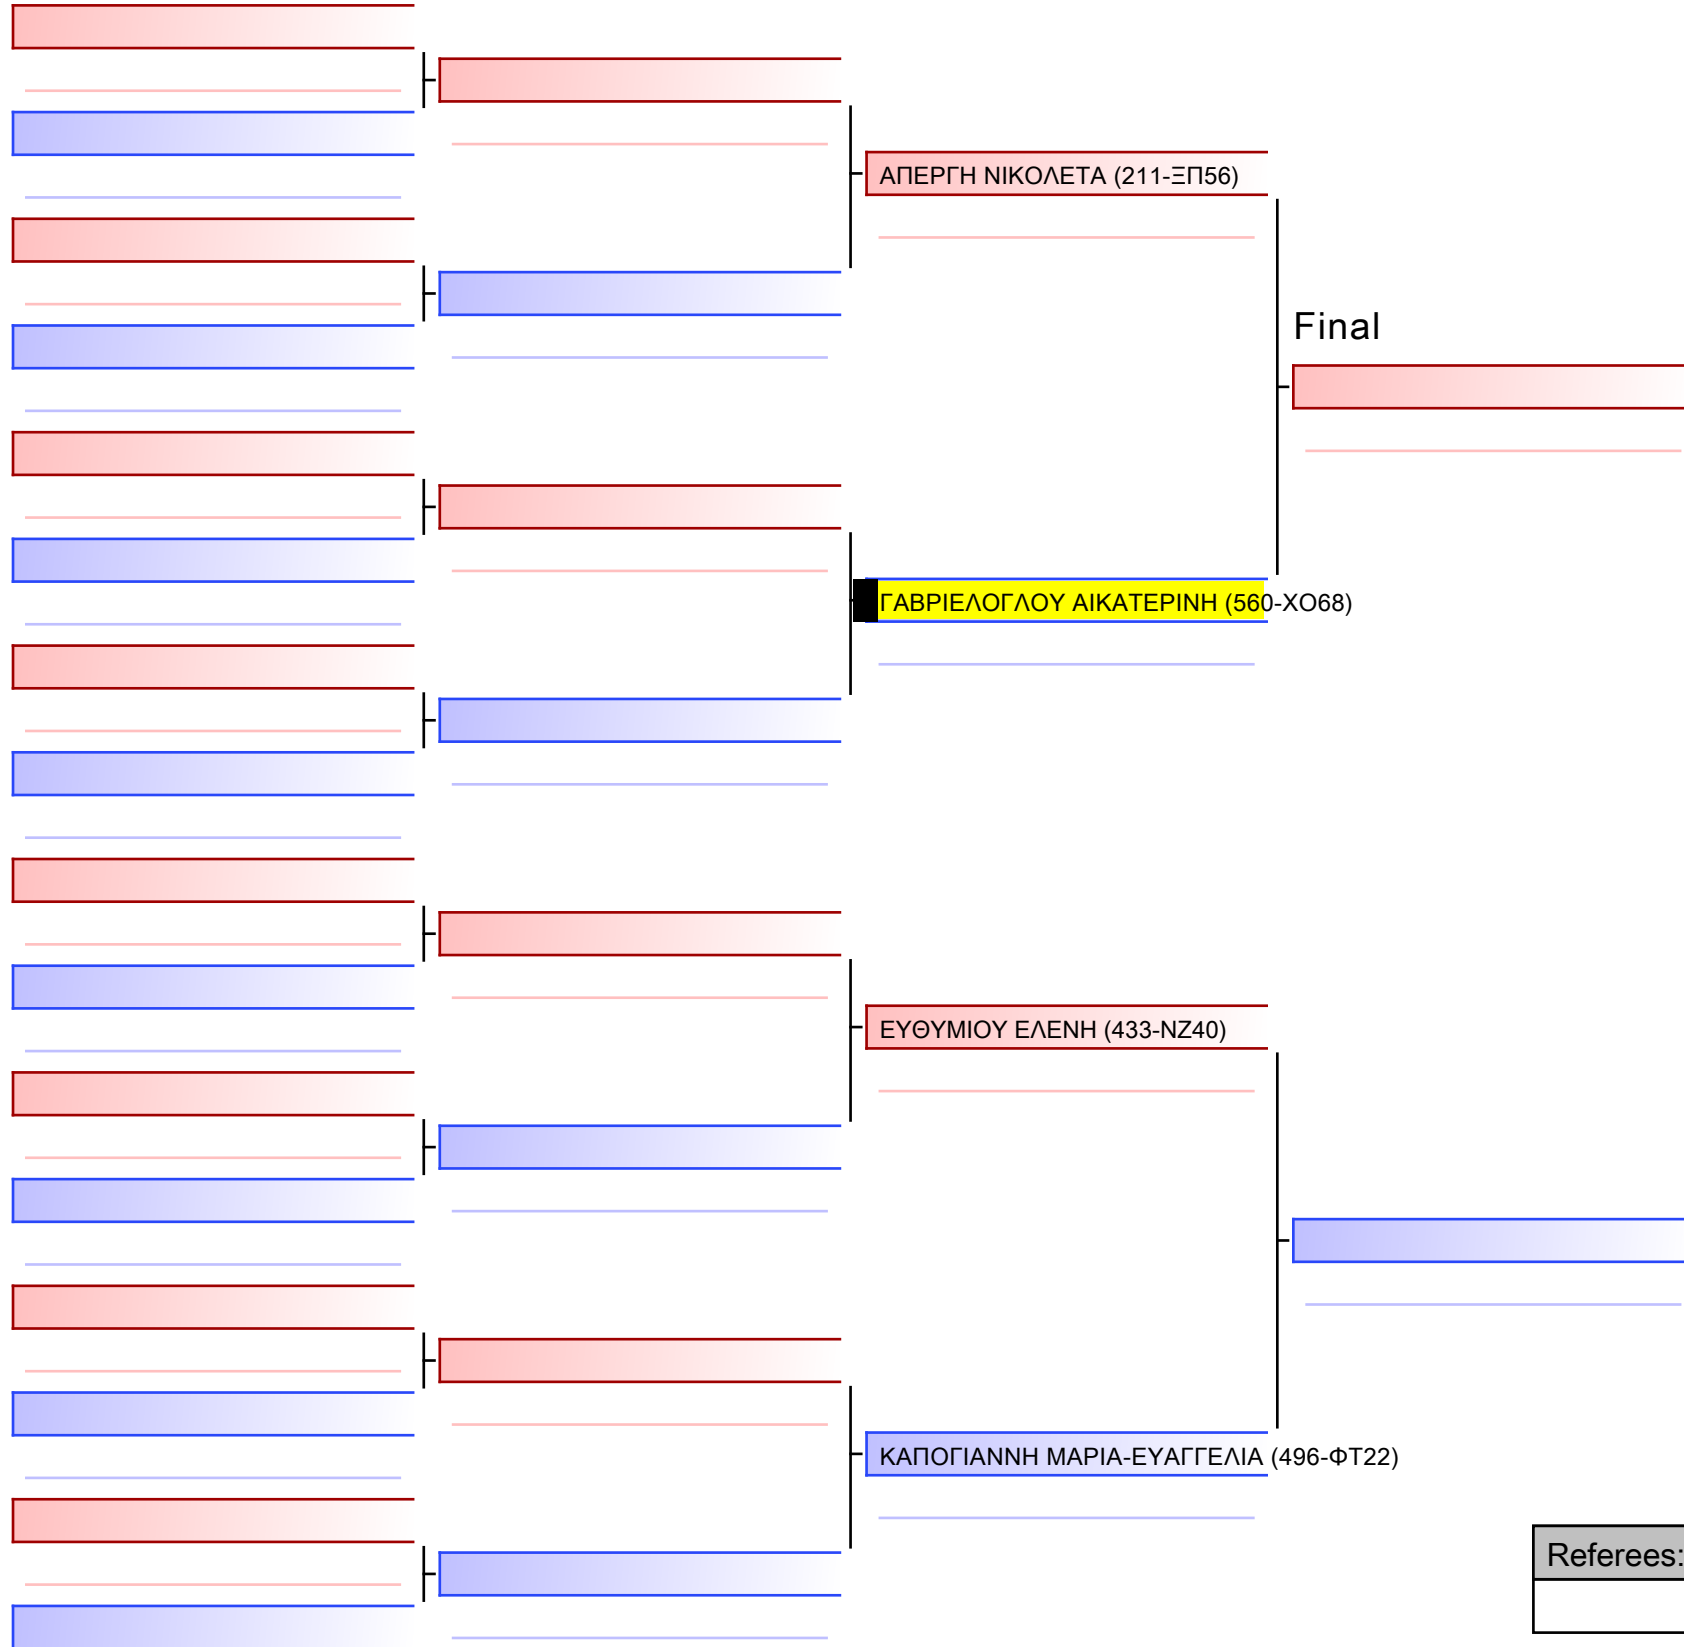 ΑΠΕΡΓΗ ΝΙΚΟΛΕΤΑ (211-ΞΠ56)
Final
ΓΑΒΡΙΕΛΟΓΛΟΥ ΑΙΚΑΤΕΡΙΝΗ (560-ΧΟ68)
ΕΥΘΥΜΙΟΥ ΕΛΕΝΗ (433-ΝΖ40)
ΚΑΠΟΓΙΑΝΝΗ ΜΑΡΙΑ-ΕΥΑΓΓΕΛΙΑ (496-ΦΤ22)
Referees: